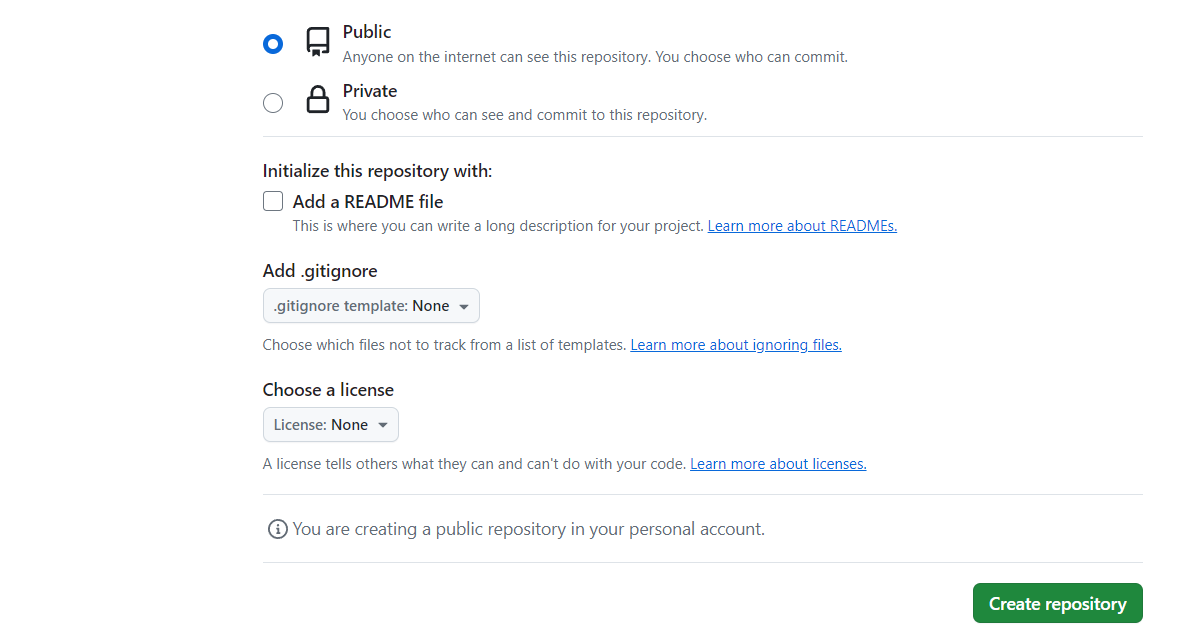 Public
Anyone on the internet can see this repository. You choose who can commit.
Private
You choose who can see and commit to this repository.
Initialize this repository with:
Add a README file
This is where you can write a long description for your project. Learn more about READMEs.
Add .gitignore
.gitignore template: None
Choose which files not to track from a list of templates. Learn more about ignoring files.
Choose a license
License: None
A license tells others what they can and can't do with your code. Learn more about licenses.
You are creating a public repository in your personal account.
Create repository